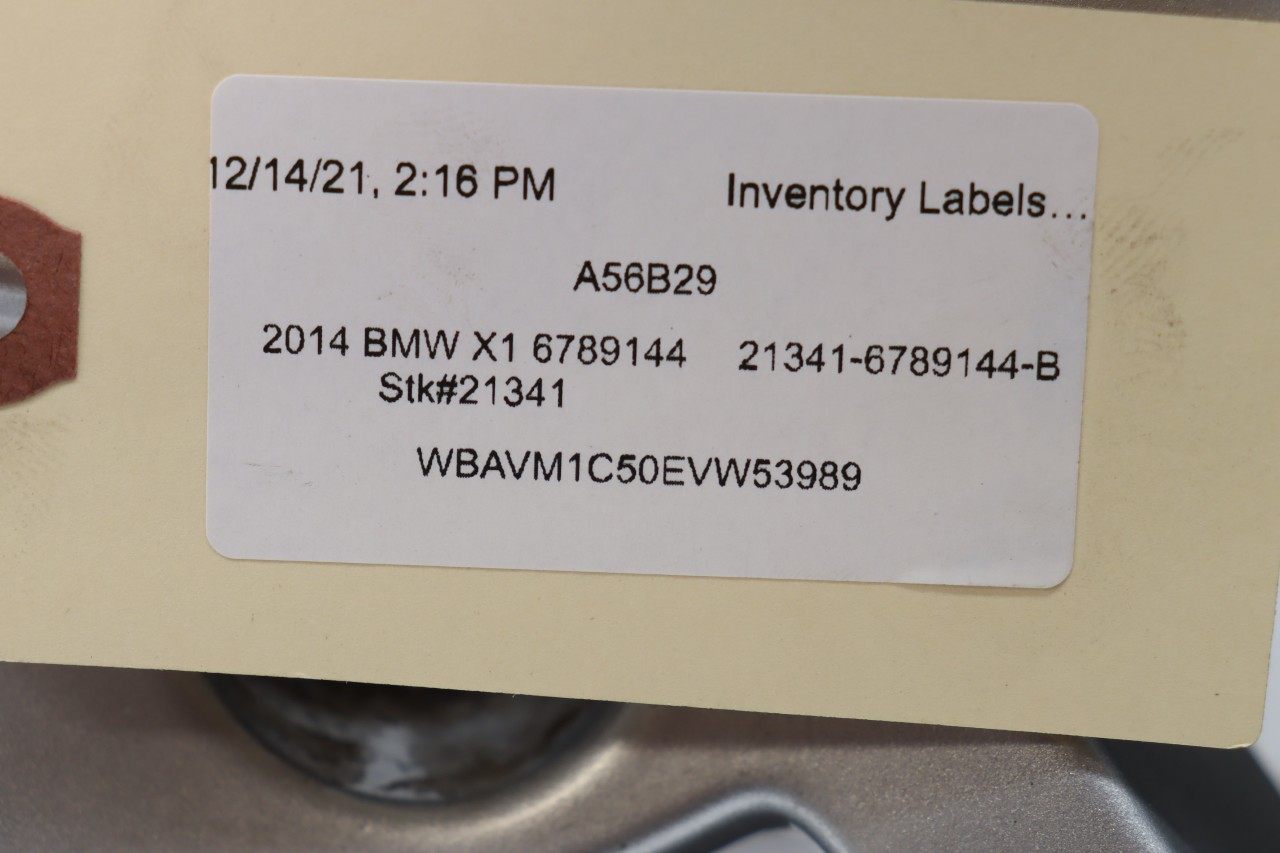 12/14/21, 2:16 PM Inventory Labels...
A56B29
2014 BMW X1 6789144 21341-6789144-B
Stk#21341
WBAVM1C50EVW53989